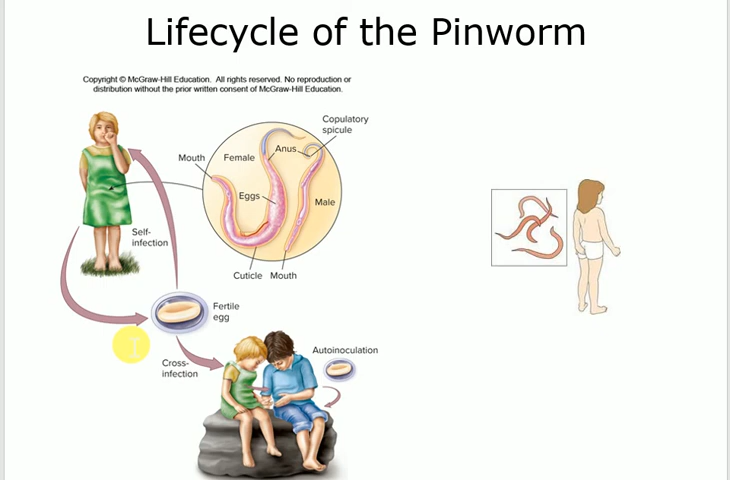 Lifecycle of the Pinworm
Copyright © McGraw-Hill Education. All rights reserved. No reproduction or
distribution without the prior written consent of McGraw-Hill Education.
Copulatory
spicule
Anus
Mouth
Female
Eggs
Male
Self-
infection
Cuticle
Mouth
Fertile
egg
Autoinoculation
Cross-
infection